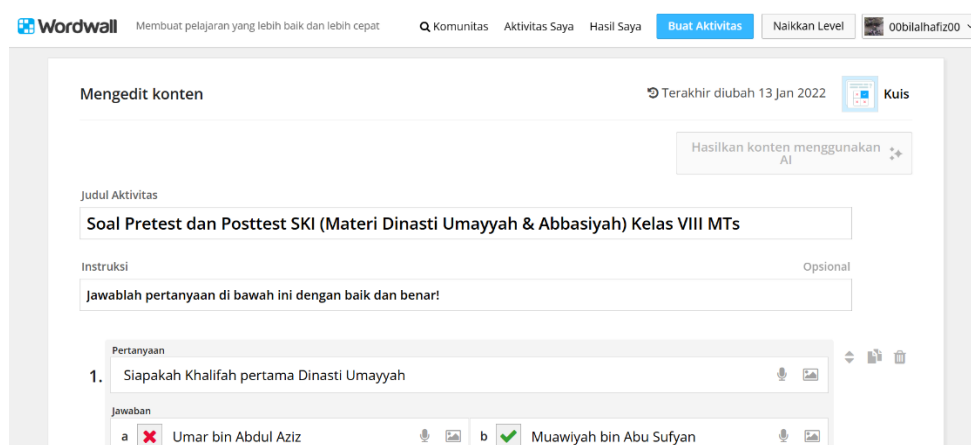 Wordwall Membuat pelajaran yang lebih baik dan lebih cepat Komunitas Aktivitas Saya Hasil Saya Buat Aktivitas Naikkan Level 00bilalhafiz00
Mengedit konten Terakhir diubah 13 Jan 2022 Kuis
Hasilkan konten menggunakan
AI
Judul Aktivitas
Soal Pretest dan Posttest SKI (Materi Dinasti Umayyah & Abbasiyah) Kelas VIII MTs
Instruksi Opsional
Jawablah pertanyaan di bawah ini dengan baik dan benar!
Pertanyaan
1. Siapakah Khalifah pertama Dinasti Umayyah
Jawaban
a Umar bin Abdul Aziz b Muawiyah bin Abu Sufyan